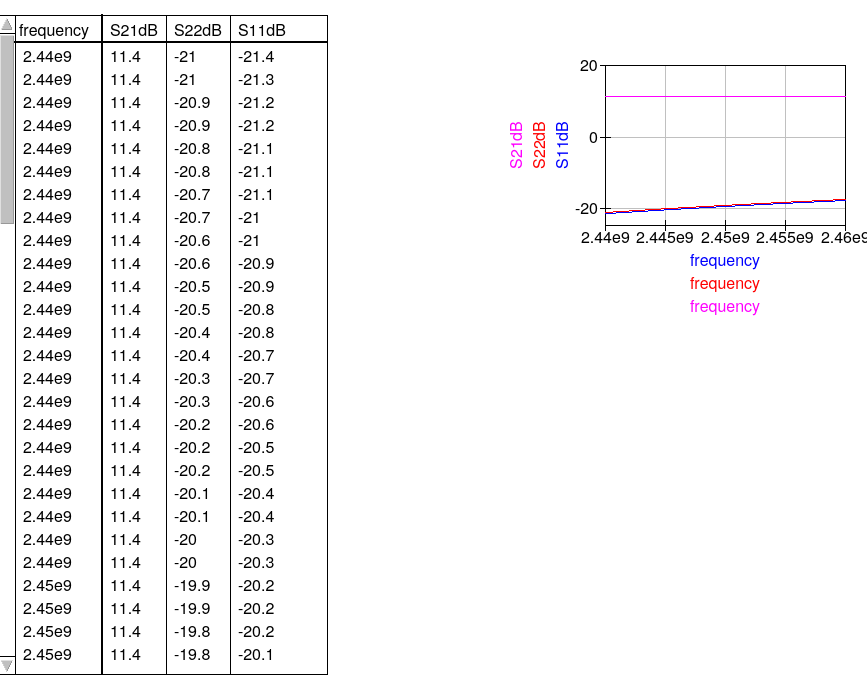 frequency S21dB S22dB S11dB
2.44e9 11.4 -21 -21.4
2.44e9 11.4 -21 -21.3
2.44e9 11.4 -20.9 -21.2
2.44e9 11.4 -20.9 -21.2
2.44e9 11.4 -20.8 -21.1
2.44e9 11.4 -20.8 -21.1
2.44e9 11.4 -20.7 -21.1
2.44e9 11.4 -20.7 -21
2.44e9 11.4 -20.6 -21
2.44e9 11.4 -20.6 -20.9
2.44e9 11.4 -20.5 -20.9
2.44e9 11.4 -20.5 -20.8
2.44e9 11.4 -20.4 -20.8
2.44e9 11.4 -20.4 -20.7
2.44e9 11.4 -20.3 -20.7
2.44e9 11.4 -20.3 -20.6
2.44e9 11.4 -20.2 -20.6
2.44e9 11.4 -20.2 -20.5
2.44e9 11.4 -20.2 -20.5
2.44e9 11.4 -20.1 -20.4
2.44e9 11.4 -20.1 -20.4
2.44e9 11.4 -20 -20.3
2.44e9 11.4 -20 -20.3
2.45e9 11.4 -19.9 -20.2
2.45e9 11.4 -19.9 -20.2
2.45e9 11.4 -19.8 -20.2
2.45e9 11.4 -19.8 -20.1
S21dB
S22dB
S11dB
20
0
-20
2.44e9 2.445e9 2.45e9 2.455e9 2.46e9
frequency
frequency
frequency